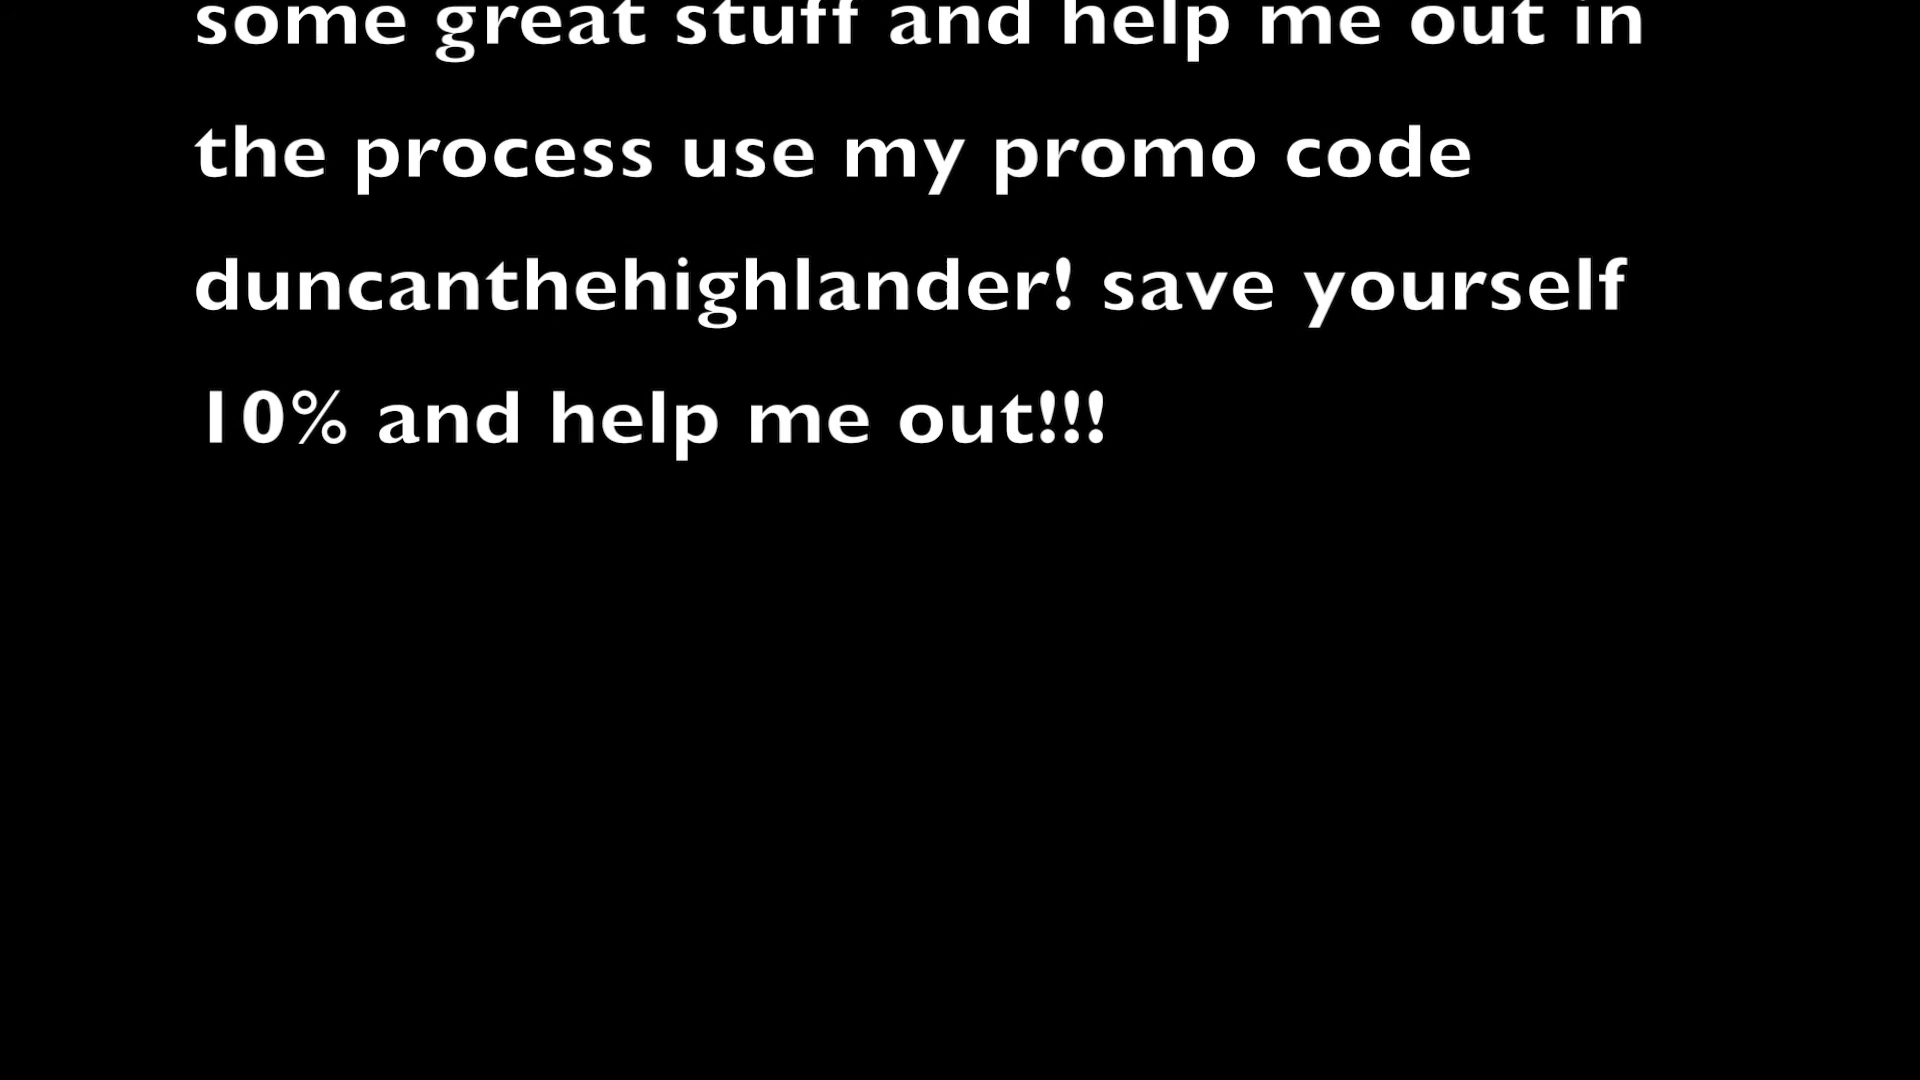 some great stuff and help me out in
the process use my promo code
duncanthehighlander! save yourself
10% and help me out!!!